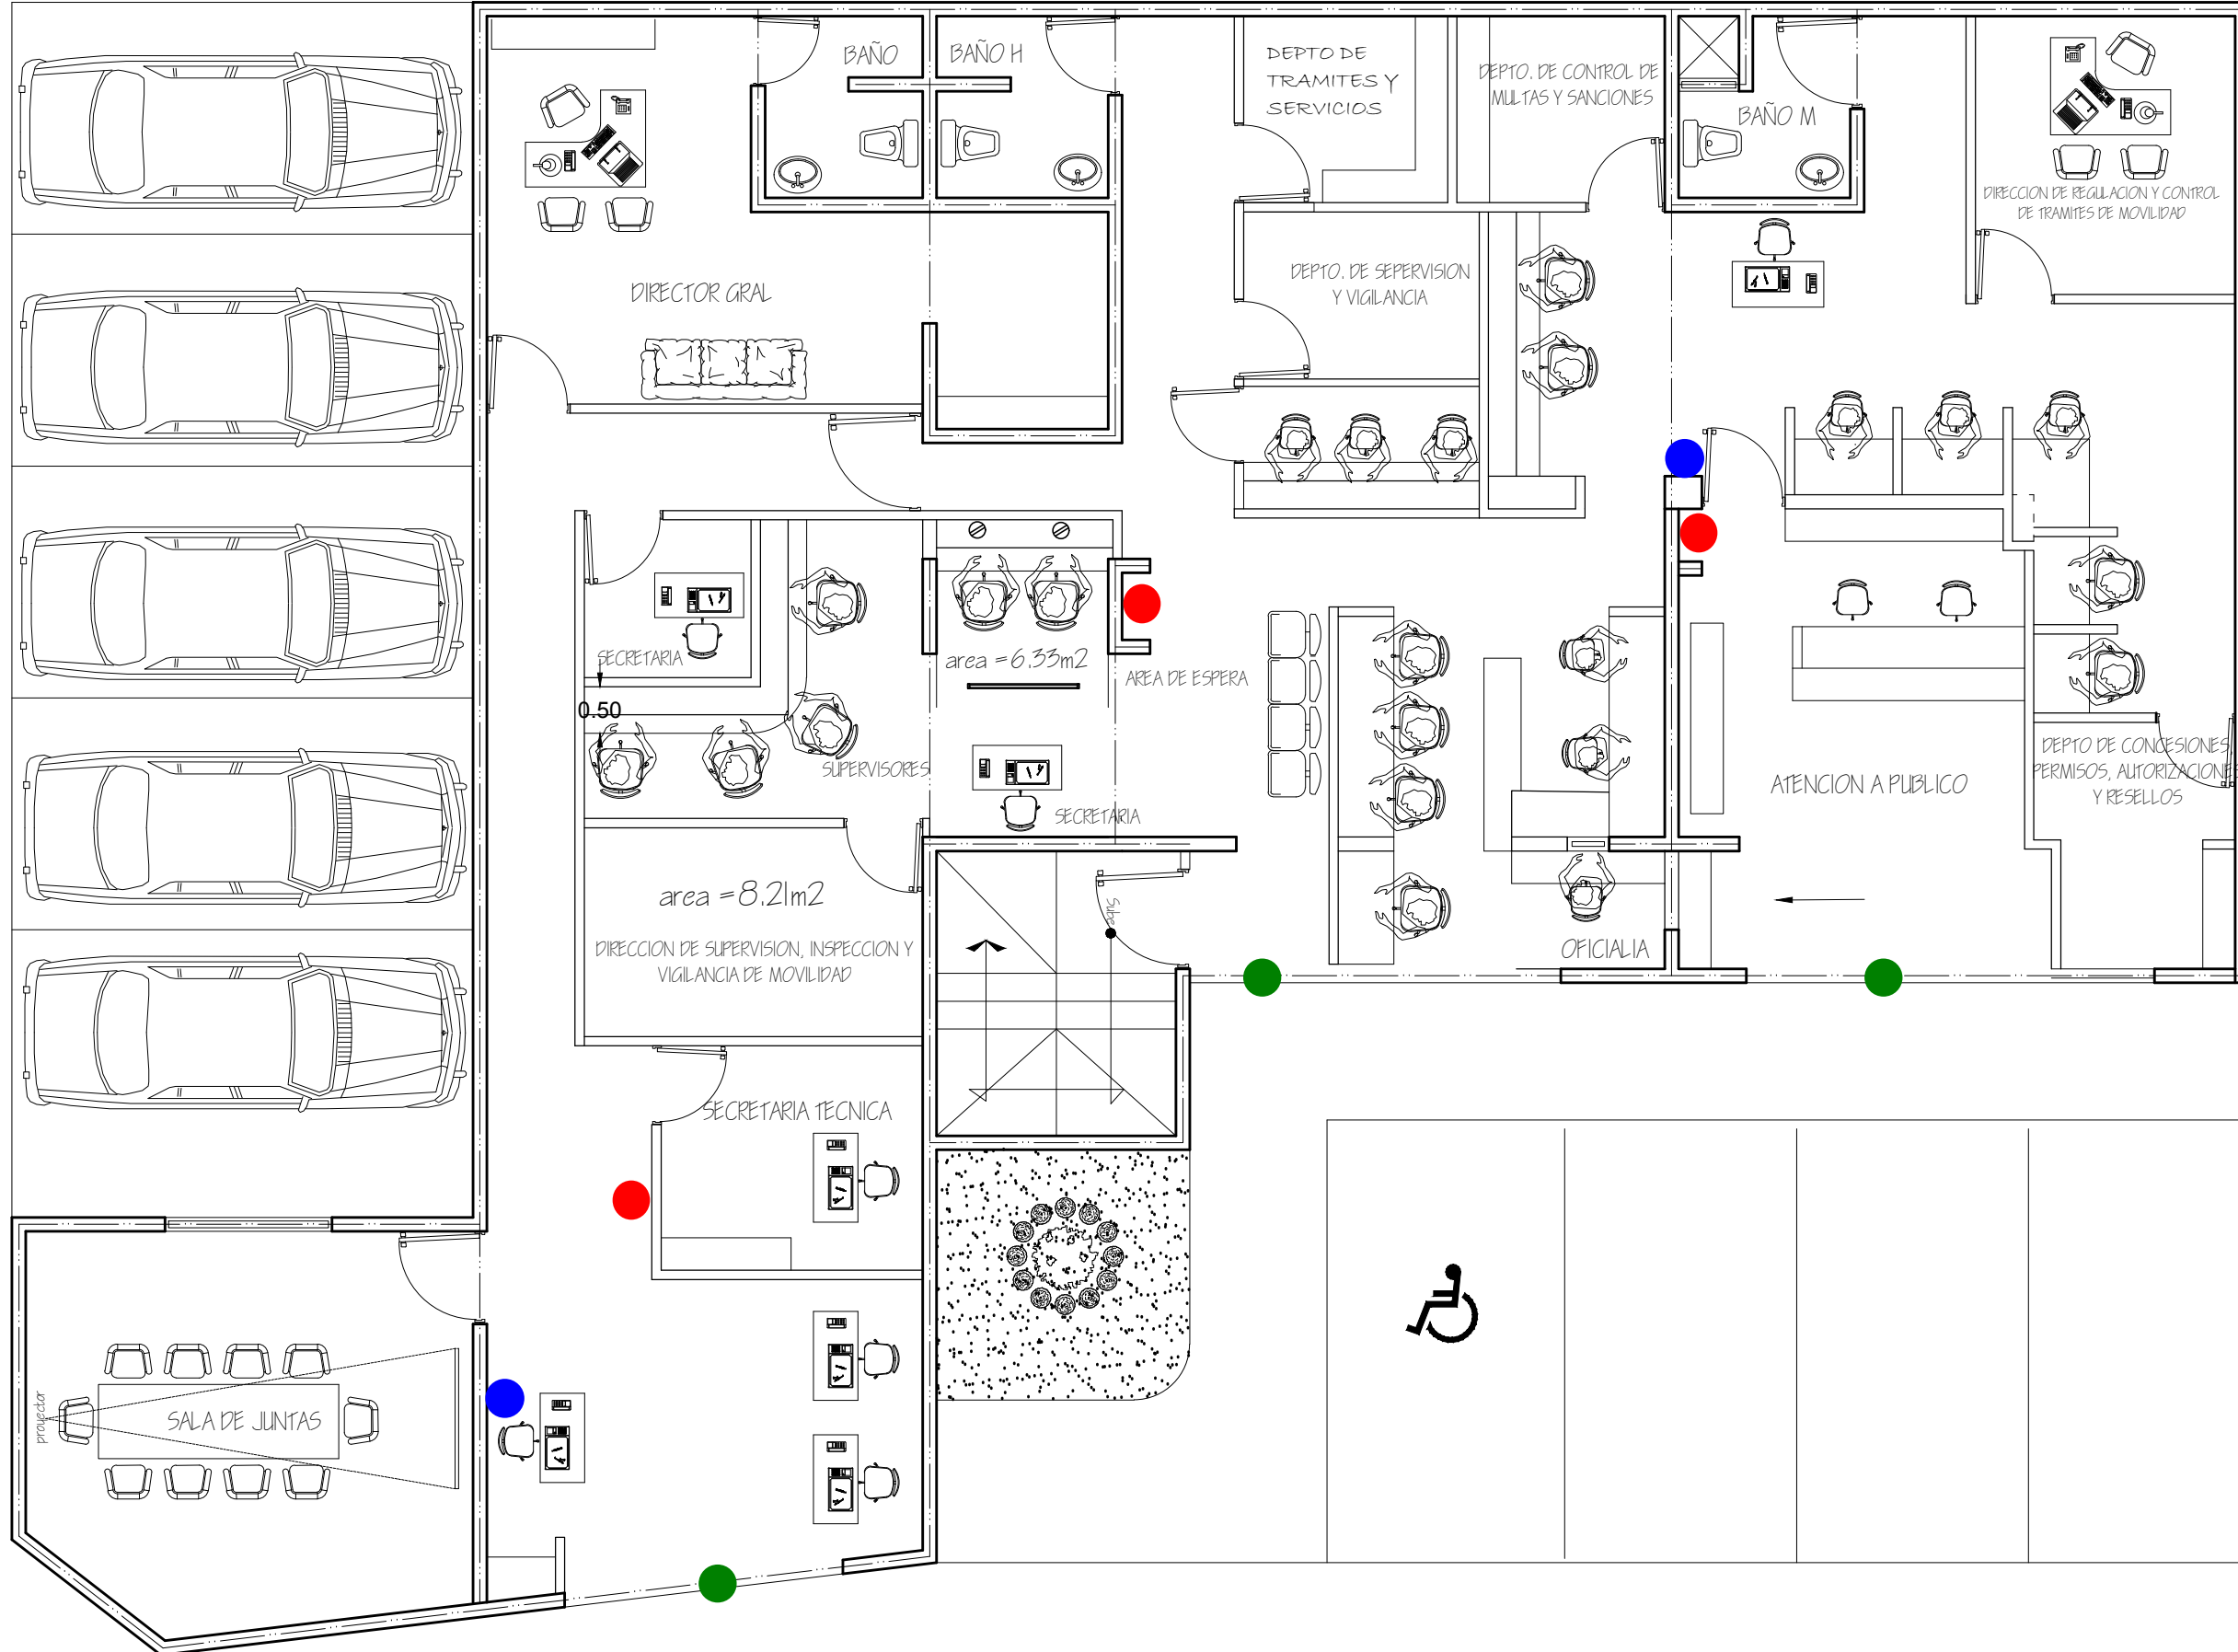 BAÑO
BAÑO H
DEPTO DE
TRAMITES Y
SERVICIOS
DEPTO. DE CONTROL DE
MULTAS Y SANCIONES
BAÑO M
DIRECCION DE REGULACION Y CONTROL
DE TRAMITES DE MOVILIDAD
DIRECTOR GRAL
DEPTO. DE SEPERVISION
Y VIGILANCIA
SECRETARIA
area =6.33m2
AREA DE ESPERA
0.50
SUPERVISORES
SECRETARIA
ATENCION A PUBLICO
DEPTO DE CONCESIONES,
PERMISOS, AUTORIZACIONES
Y RESELLOS
area =8.21m2
DIRECCION DE SUPERVISION, INSPECCION Y
VIGILANCIA DE MOVILIDAD
Sube
OFICIALIA
SECRETARIA TECNICA
proyector
SALA DE JUNTAS